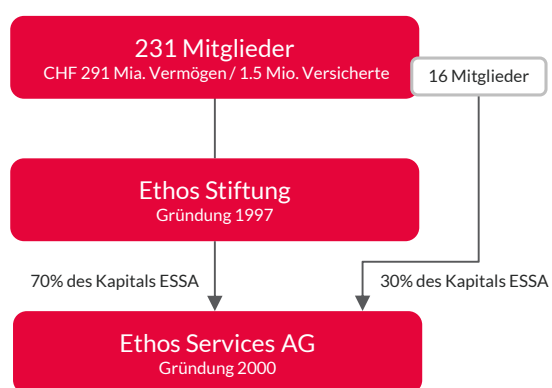 231 Mitglieder
CHF 291 Mia. Vermögen / 1.5 Mio. Versicherte
16 Mitglieder
Ethos Stiftung
Gründung 1997
70% des Kapitals ESSA
30% des Kapitals ESSA
Ethos Services AG
Gründung 2000